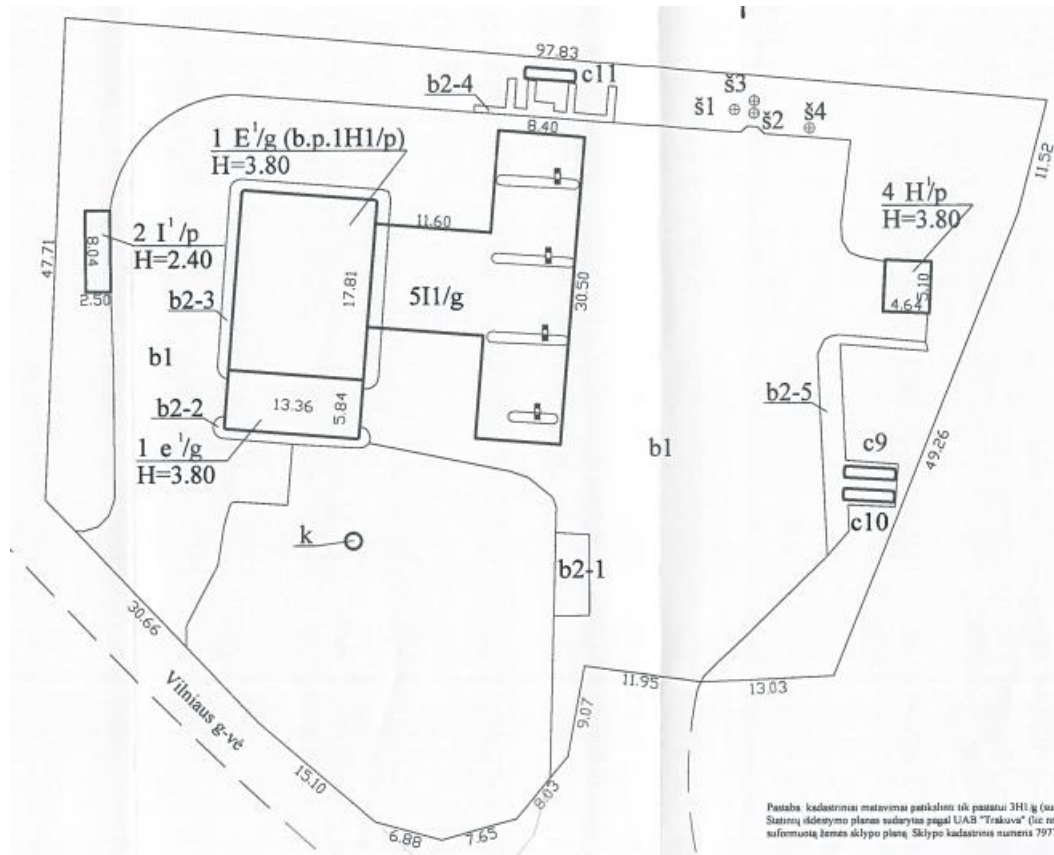 97.83
c11
b2-4
š3
š1
š2
š4
8.40
11.52
1 E¹/g (b.p.1H1/p)
H=3.80
4 H¹/p
H=3.80
47.71
8.04
2 I¹/p
H=2.40
2.50
11.60
5.10
4.64
17.81
5I1/g
30.50
b2-3
b1
b2-2
13.36
5.84
b2-5
1 e¹/g
H=3.80
b1
c9
49.26
c10
k
b2-1
30.66
Vilniaus g-vė
11.95
13.03
9.07
15.10
8.03
6.88
7.65
Pastaba: kadastriniai matavimai patikslinti tik pastatui 3H1/g
Statinių išdėstymo planas sudarytas pagal UAB "Trakuva"
suformuotą žemės sklypo planą. Sklypo kadastrinis numeris